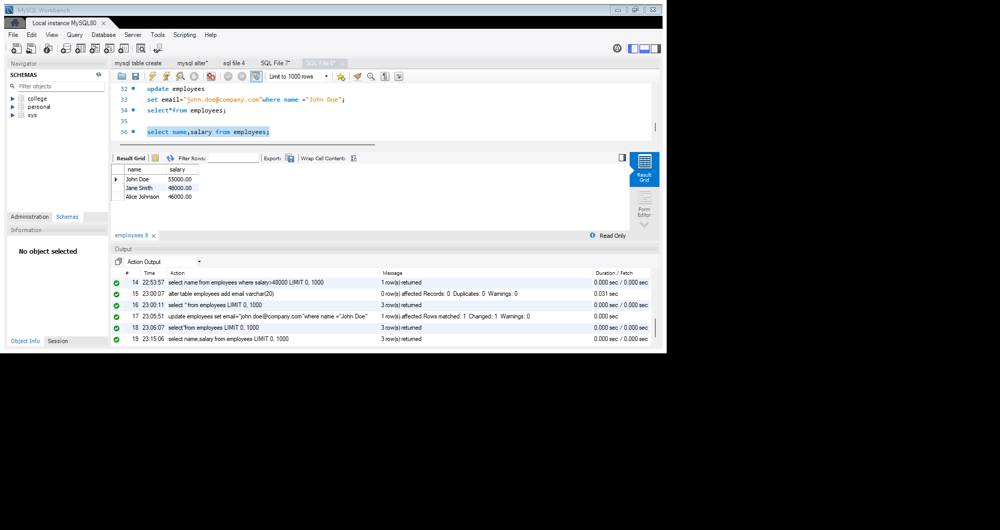 MySQL Workbench
Local instance MySQL80
File Edit View Query Database Server Tools Scripting Help
Navigator
SCHEMAS
Filter objects
college
personal
sys
Administration Schemas
Information
No object selected
Object Info Session
mysql table create mysql alter* sql file 4 SQL File 7* SQL File 6*
Limit to 1000 rows
32 update employees
33 set email="john.doe@company.com"where name ="John Doe";
34 select*from employees;
35
36 select name,salary from employees;
Result Grid Filter Rows: Export: Wrap Cell Content:
name salary
John Doe 55000.00
Jane Smith 48000.00
Alice Johnson 46000.00
Result
Grid
Form
Editor
employees 8 Read Only
Output
Action Output
# Time Action Message Duration / Fetch
14 22:53:57 select name from employees where salary>48000 LIMIT 0, 1000 1 row(s) returned 0.000 sec / 0.000 sec
15 23:00:07 alter table employees add email varchar(20) 0 row(s) affected Records: 0 Duplicates: 0 Warnings: 0 0.031 sec
16 23:00:11 select * from employees LIMIT 0, 1000 3 row(s) returned 0.000 sec / 0.000 sec
17 23:05:51 update employees set email="john.doe@company.com"where name ="John Doe" 1 row(s) affected Rows matched: 1 Changed: 1 Warnings: 0 0.000 sec
18 23:06:07 select*from employees LIMIT 0, 1000 3 row(s) returned 0.000 sec / 0.000 sec
19 23:15:06 select name,salary from employees LIMIT 0, 1000 3 row(s) returned 0.000 sec / 0.000 sec